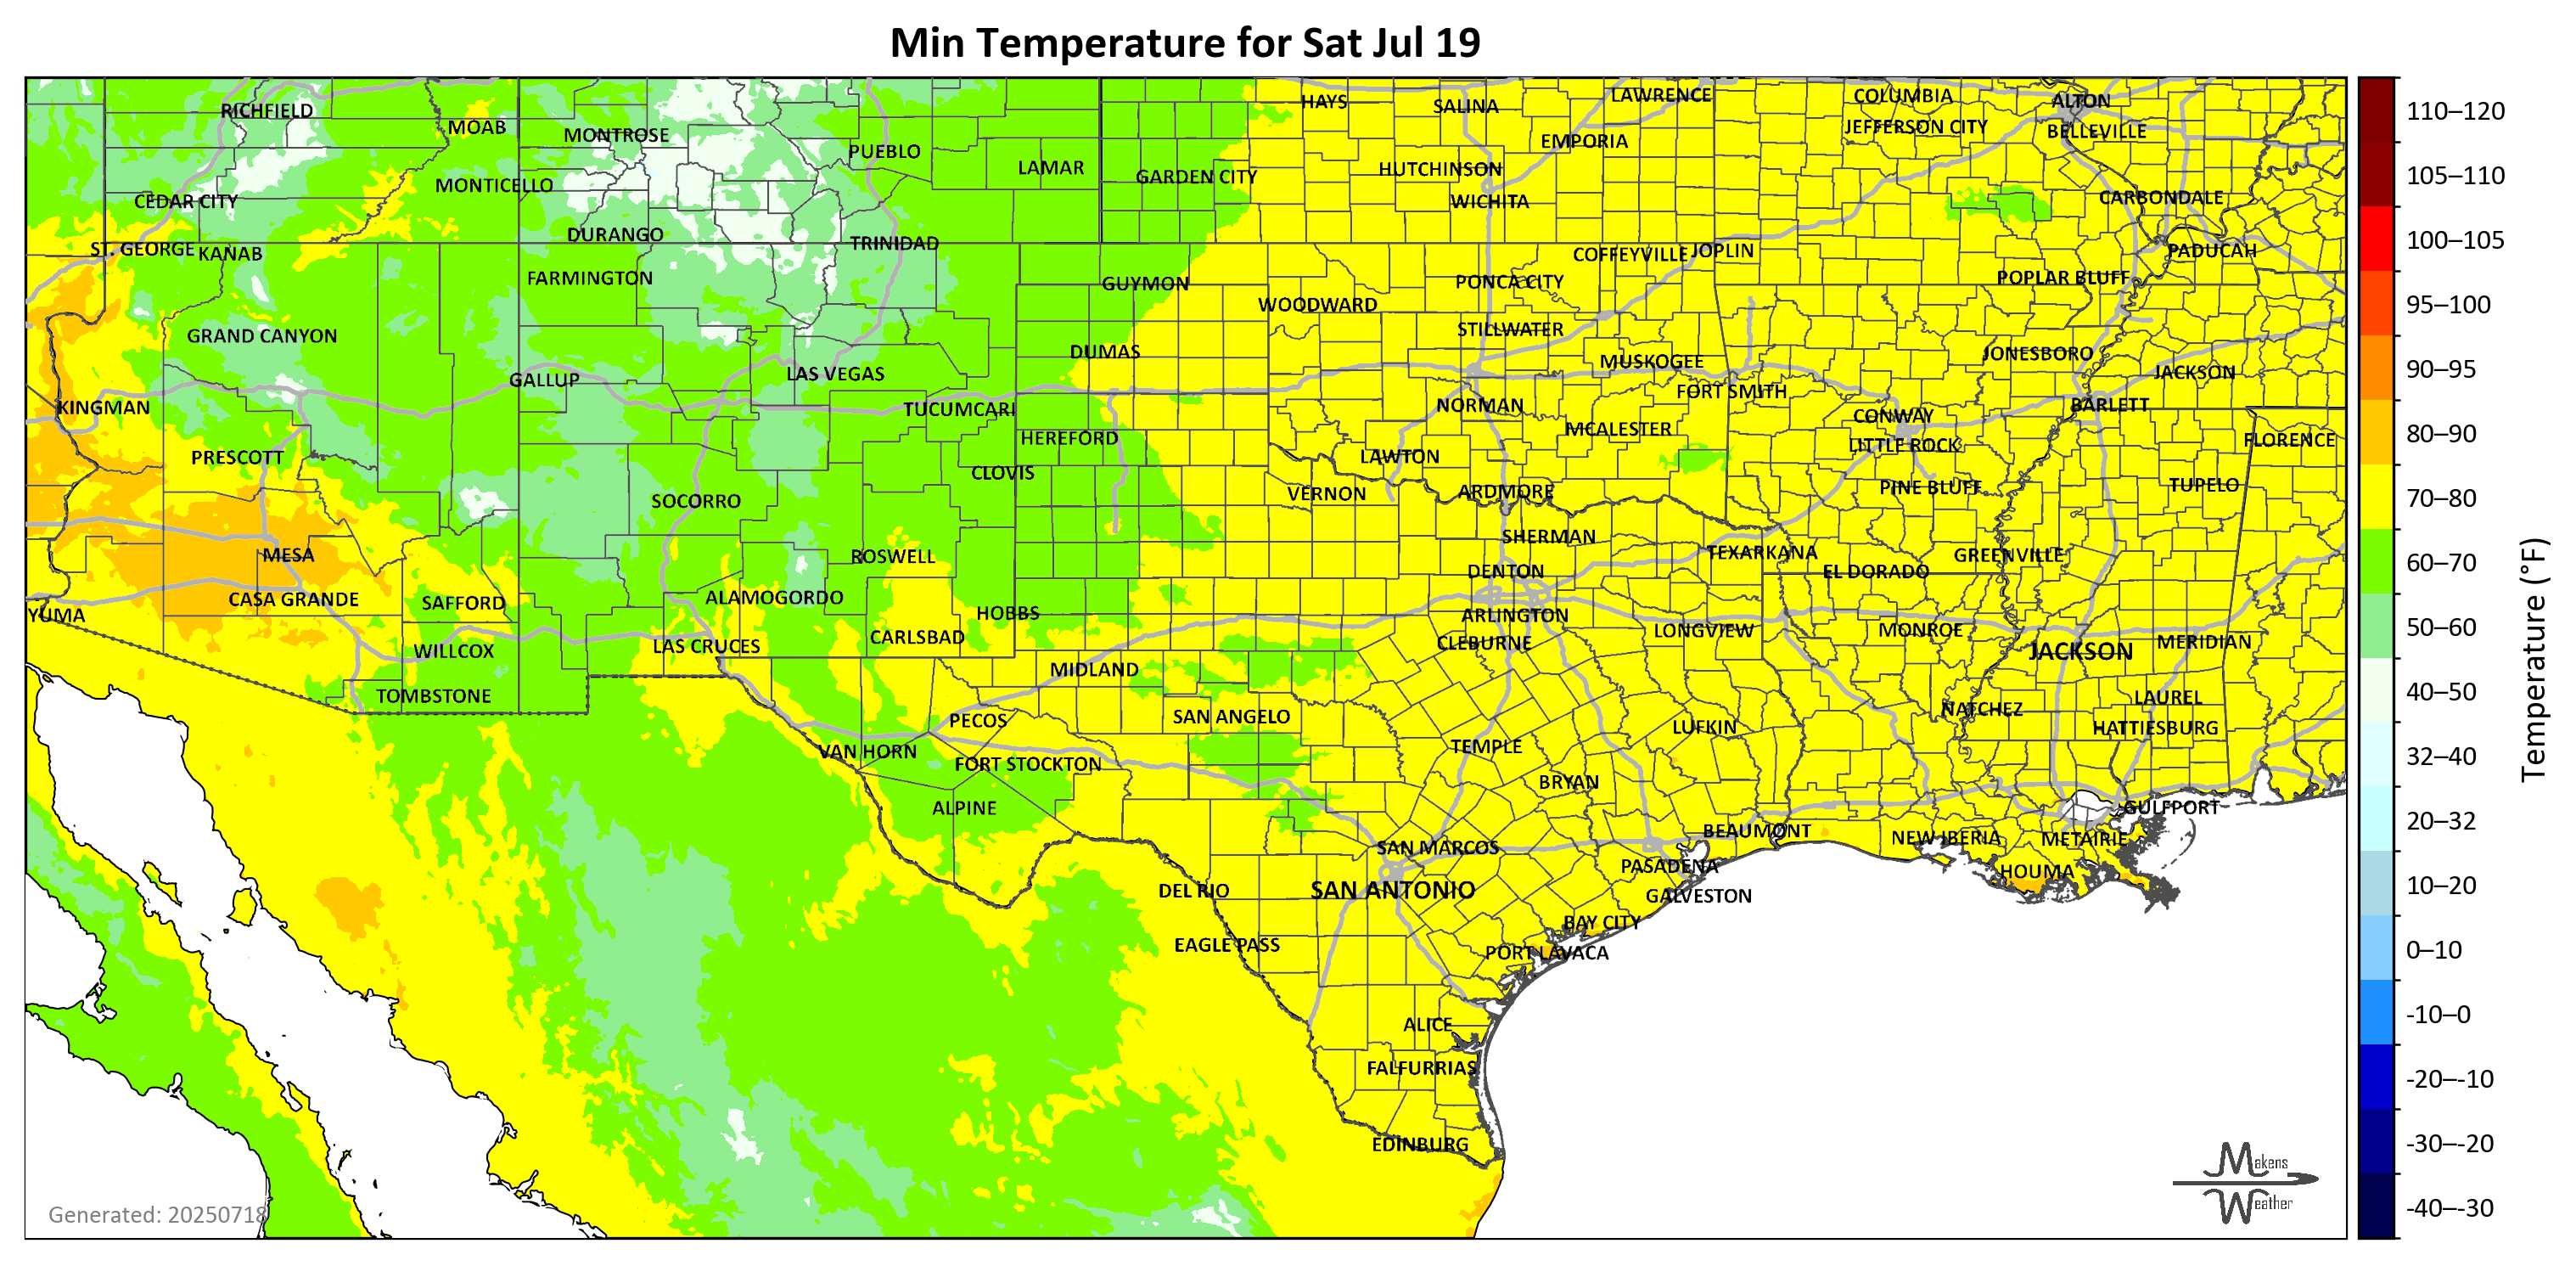 Min Temperature for Sat Jul 19
RICHFIELD
MOAB
MONTROSE
PUEBLO
LAMAR
GARDEN CITY
HAYS
SALINA
LAWRENCE
COLUMBIA
ALTON
EMPORIA
JEFFERSON CITY
BELLEVILLE
HUTCHINSON
CEDAR CITY
MONTICELLO
WICHITA
CARBONDALE
DURANGO
TRINIDAD
ST. GEORGE
KANAB
FARMINGTON
GUYMON
COFFEYVILLE
JOPLIN
PADUCAH
PONCA CITY
POPLAR BLUFF
WOODWARD
GRAND CANYON
STILLWATER
DUMAS
MUSKOGEE
JONESBORO
GALLUP
LAS VEGAS
FORT SMITH
JACKSON
KINGMAN
TUCUMCARI
NORMAN
CONWAY
BARLETT
PRESCOTT
HEREFORD
MCALESTER
LITTLE ROCK
FLORENCE
CLOVIS
LAWTON
SOCORRO
VERNON
ARDMORE
PINE BLUFF
TUPELO
MESA
ROSWELL
SHERMAN
TEXARKANA
GREENVILLE
DENTON
EL DORADO
YUMA
CASA GRANDE
SAFFORD
ALAMOGORDO
HOBBS
ARLINGTON
LAS CRUCES
CARLSBAD
CLEBURNE
LONGVIEW
MONROE
JACKSON
MERIDIAN
WILLCOX
MIDLAND
TOMBSTONE
PECOS
SAN ANGELO
NATCHEZ
LAUREL
HATTIESBURG
VAN HORN
FORT STOCKTON
TEMPLE
LUFKIN
BRYAN
ALPINE
GULFPORT
SAN MARCOS
BEAUMONT
NEW IBERIA
METAIRIE
DEL RIO
SAN ANTONIO
PASADENA
HOUMA
GALVESTON
EAGLE PASS
BAY CITY
PORT LAVACA
ALICE
FALFURRIAS
EDINBURG
Generated: 20250718
Makens
Weather
110–120
105–110
100–105
95–100
90–95
80–90
70–80
60–70
50–60
40–50
32–40
20–32
10–20
0–10
-10–0
-20–-10
-30–-20
-40–-30
Temperature (°F)